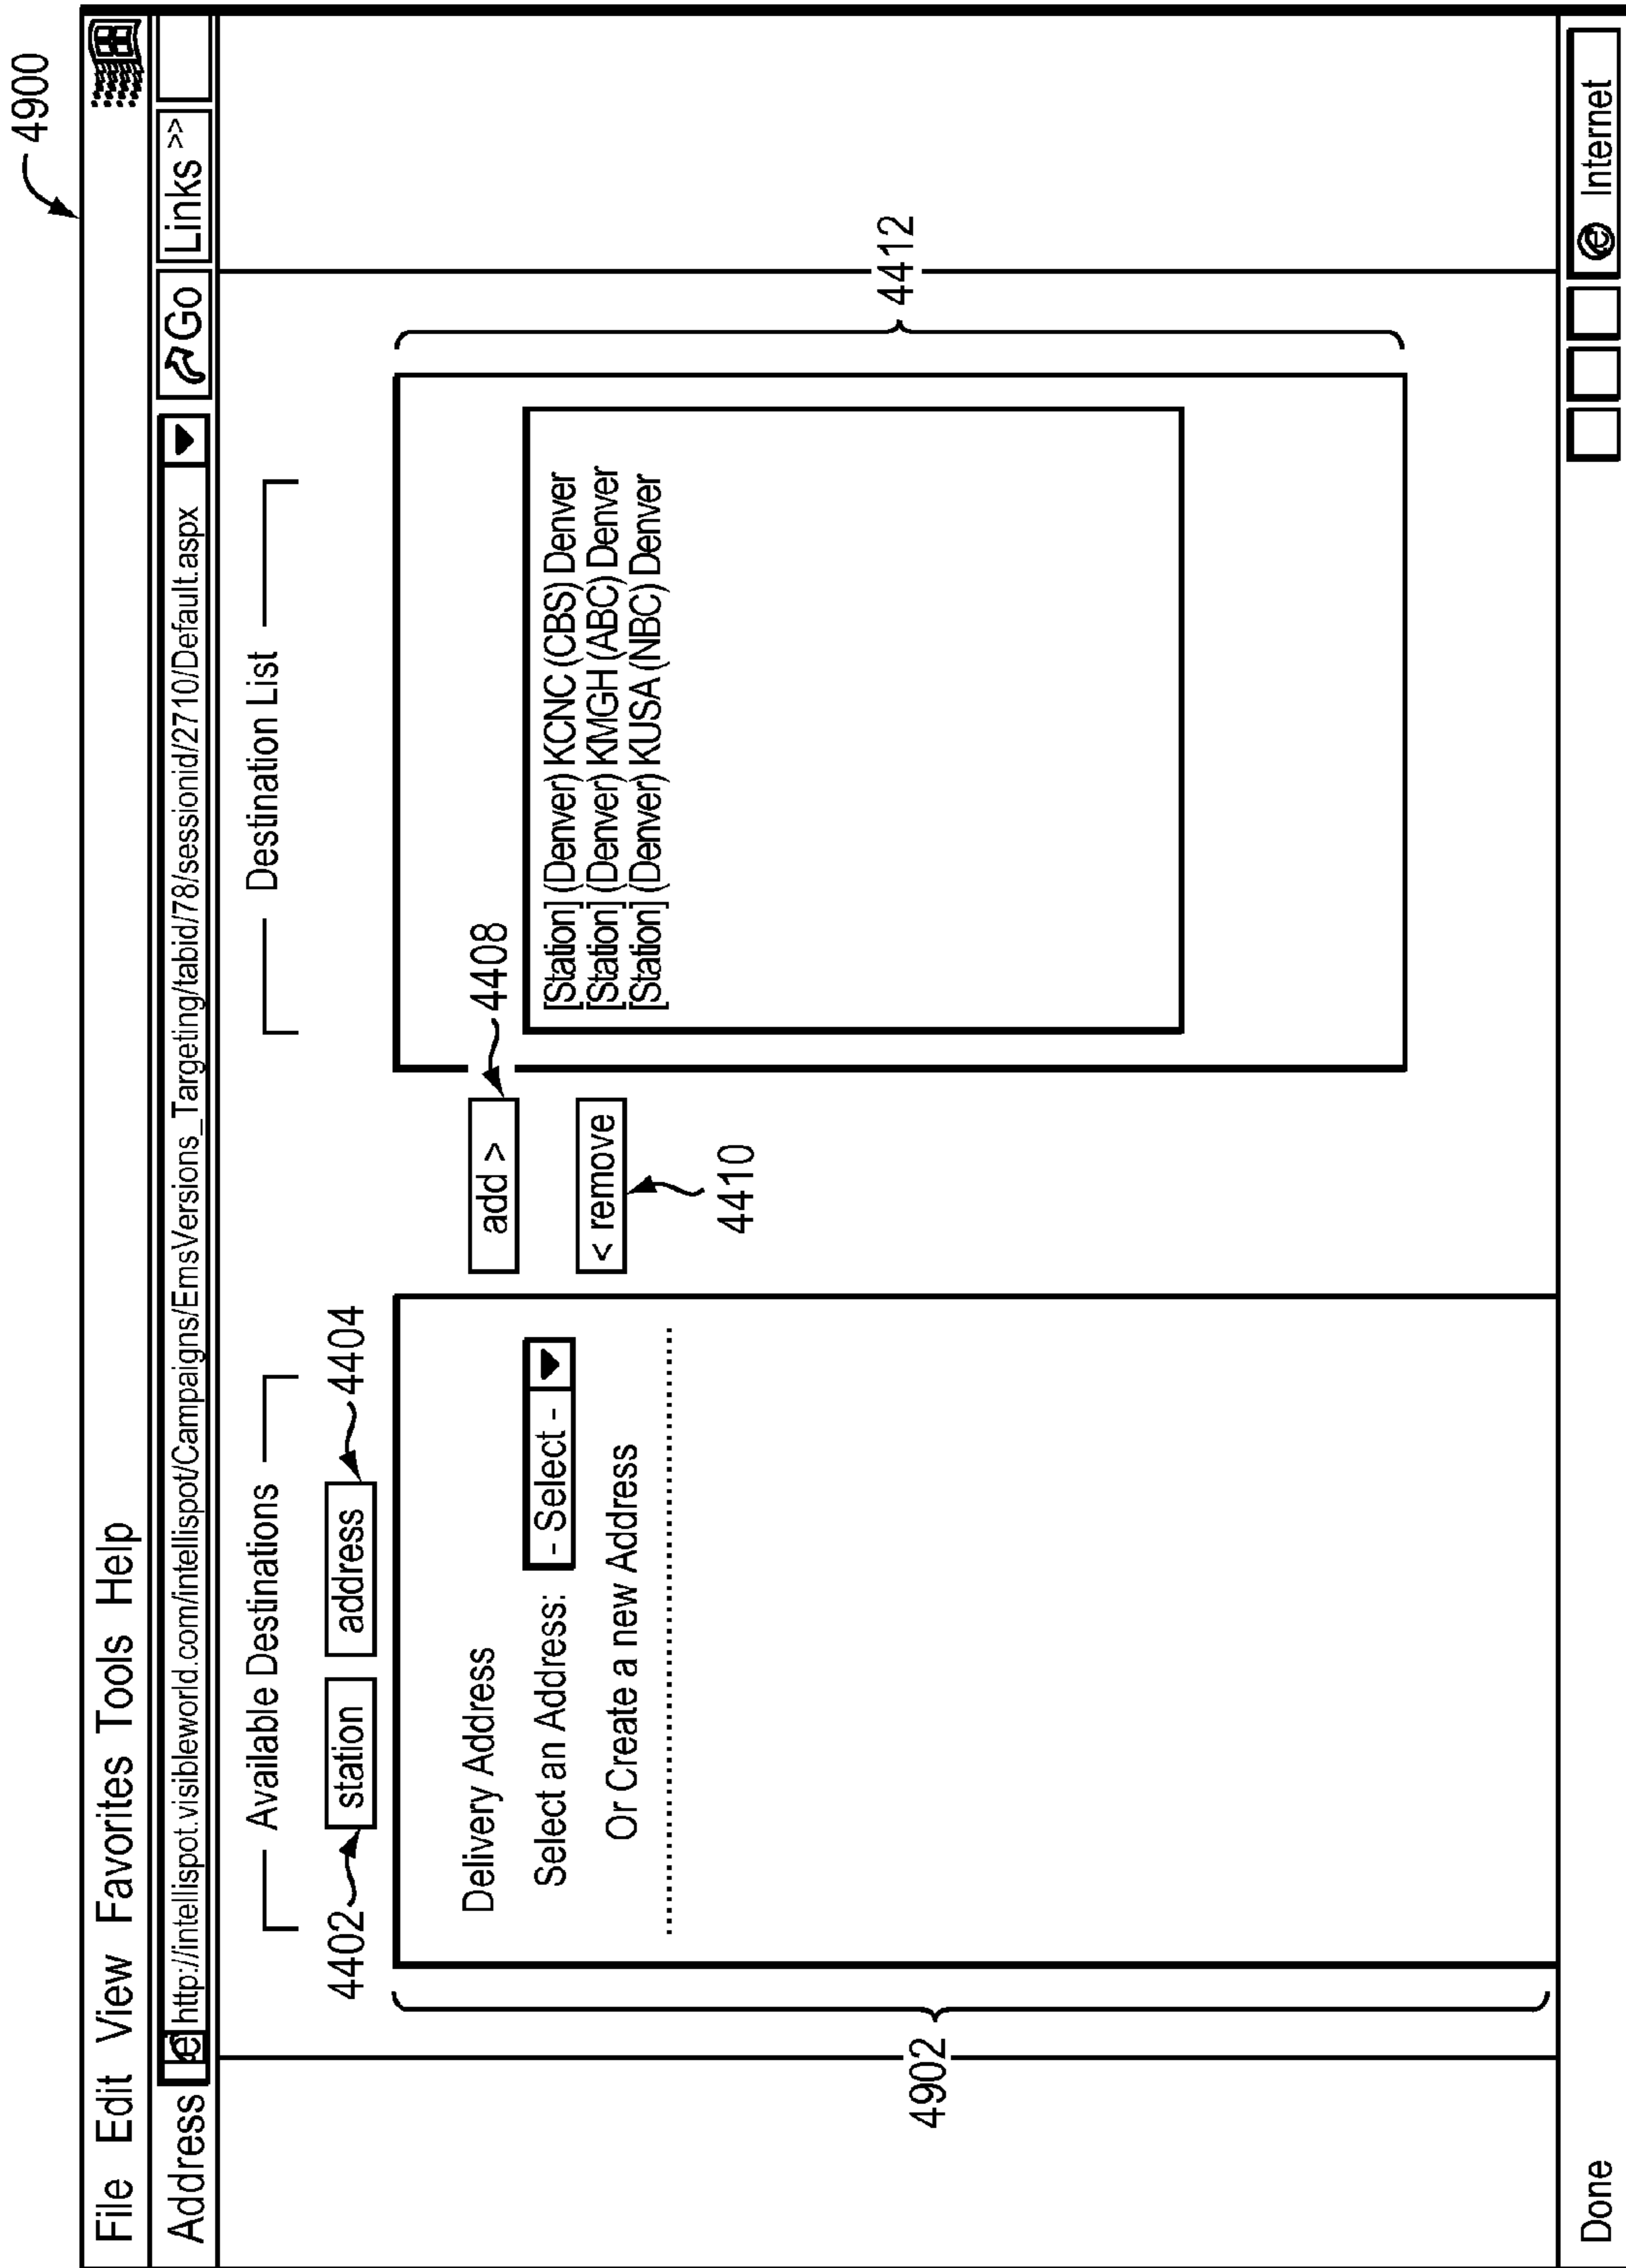 4900
File Edit View Favorites Tools Help
Address http://intellispot.visibleworld.com/intellispot/Campaigns/EmsVersions_Targeting/tabid/78/sessionid/2710/Default.aspx Go Links >>
Available Destinations
Destination List
4402 station address 4404
Delivery Address
Select an Address: - Select -
Or Create a new Address
add > 4408
< remove
4410
[Station] (Denver) KCNC (CBS) Denver
[Station] (Denver) KMGH (ABC) Denver
[Station] (Denver) KUSA (NBC) Denver
4412
4902
Done
Internet